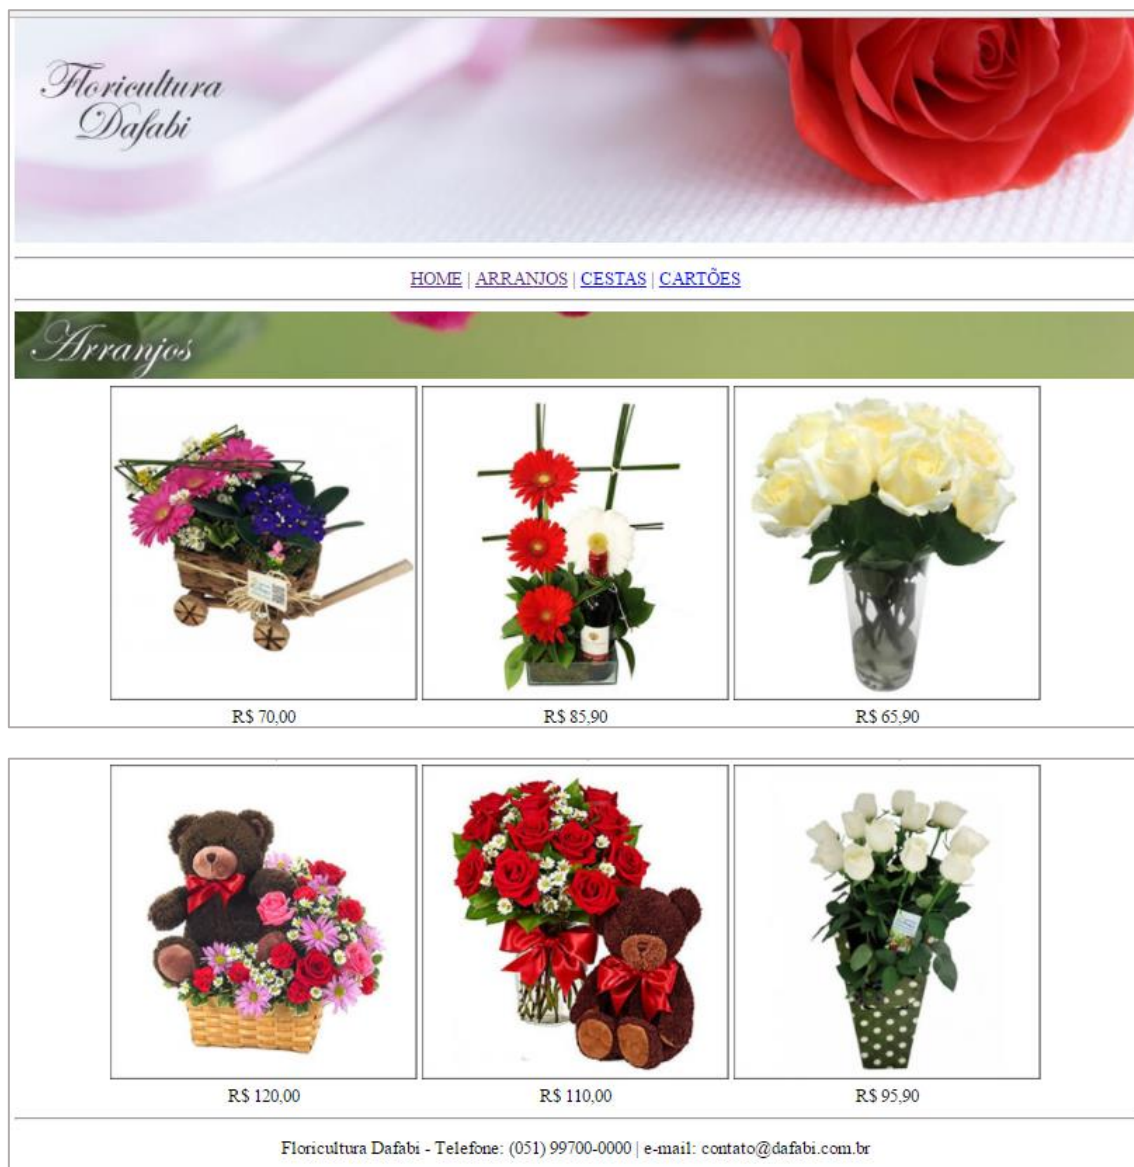 Floricultura
Dafabi
HOME | ARRANJOS | CESTAS | CARTÕES
Arranjos
R$ 70,00 R$ 85,90 R$ 65,90
R$ 120,00 R$ 110,00 R$ 95,90
Floricultura Dafabi - Telefone: (051) 99700-0000 | e-mail: contato@dafabi.com.br